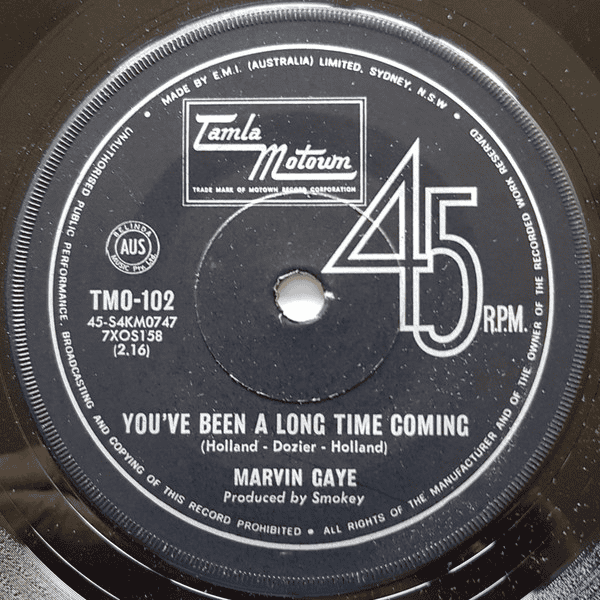 MADE BY E.M.I. (AUSTRALIA) LIMITED, SYDNEY, N.S.W •
UNAUTHORISED PUBLIC PERFORMANCE, BROADCASTING AND COPYING OF THIS RECORD PROHIBITED • ALL RIGHTS OF THE MANUFACTURER AND OF THE OWNER OF THE RECORDED WORK RESERVED •
Tamla
Motown
TRADE MARK OF MOTOWN RECORD CORPORATION
45
R.P.M.
BELINDA
AUS
MUSIC Pty. Ltd.
TMO-102
45-S4KM0747
7XOS158
(2.16)
YOU'VE BEEN A LONG TIME COMING
(Holland - Dozier - Holland)
MARVIN GAYE
Produced by Smokey